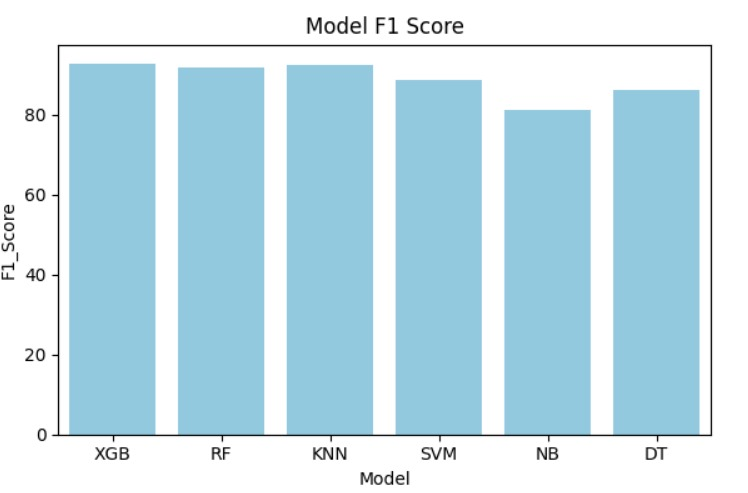 Model F1 Score
F1_Score
80
60
40
20
0
XGB RF KNN SVM NB DT
Model